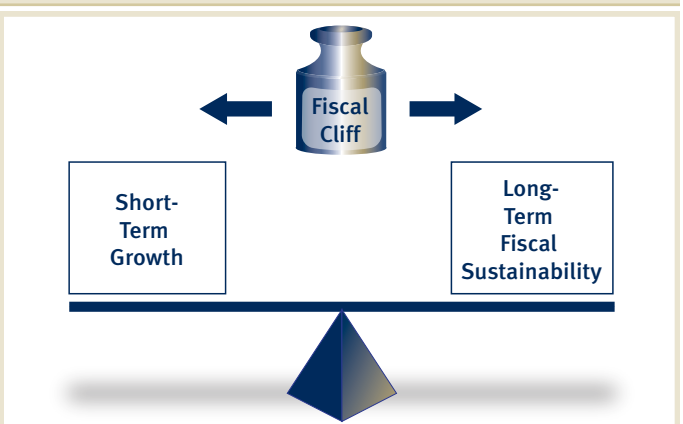 Fiscal
Cliff
Short-
Term
Growth
Long-
Term
Fiscal
Sustainability